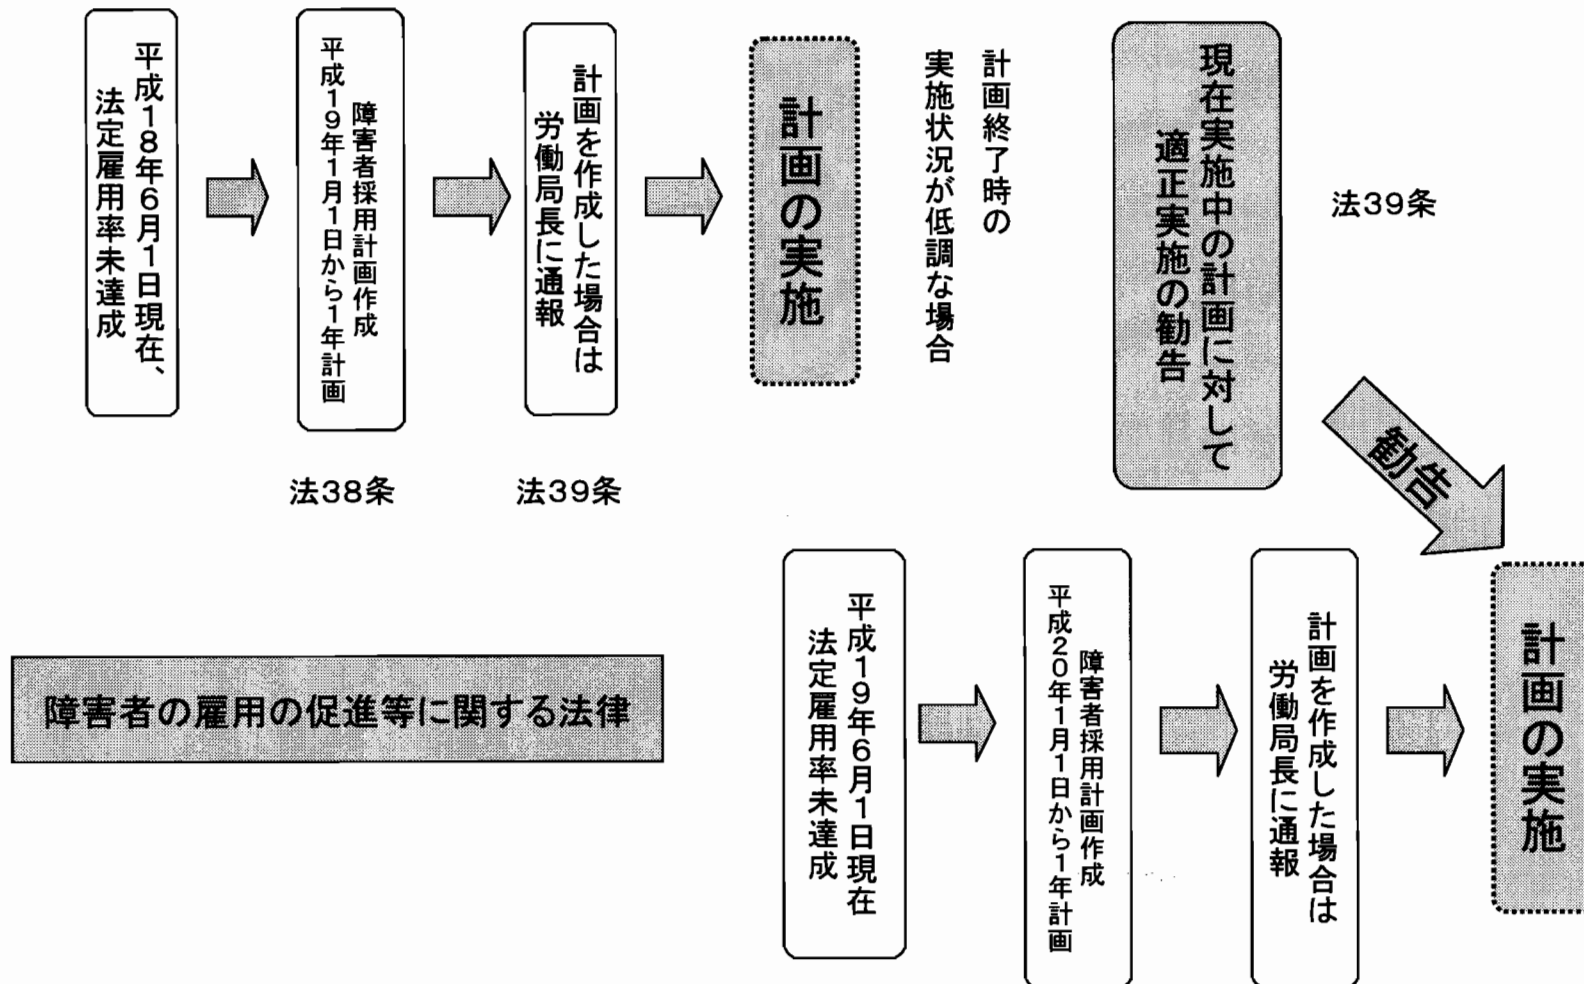 平成18年6月1日現在、
法定雇用率未達成
障害者採用計画作成
平成19年1月1日から1年計画
計画を作成した場合は
労働局長に通報
計画の実施
計画終了時の
実施状況が低調な場合
現在実施中の計画に対して
適正実施の勧告
法39条
法38条
法39条
勧告
障害者の雇用の促進等に関する法律
平成19年6月1日現在
法定雇用率未達成
障害者採用計画作成
平成20年1月1日から1年計画
計画を作成した場合は
労働局長に通報
計画の実施